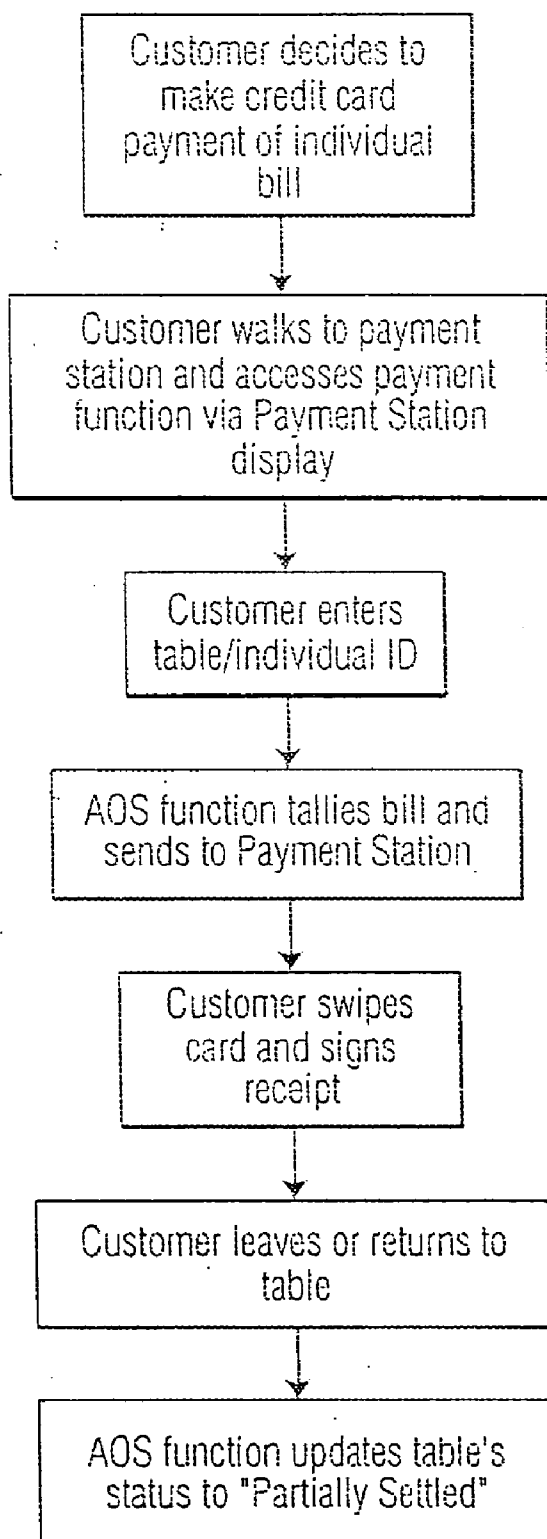 Customer decides to
make credit card
payment of individual
bill
Customer walks to payment
station and accesses payment
function via Payment Station
display
Customer enters
table/individual ID
AOS function tallies bill and
sends to Payment Station
Customer swipes
card and signs
receipt
Customer leaves or returns to
table
AOS function updates table's
status to "Partially Settled"